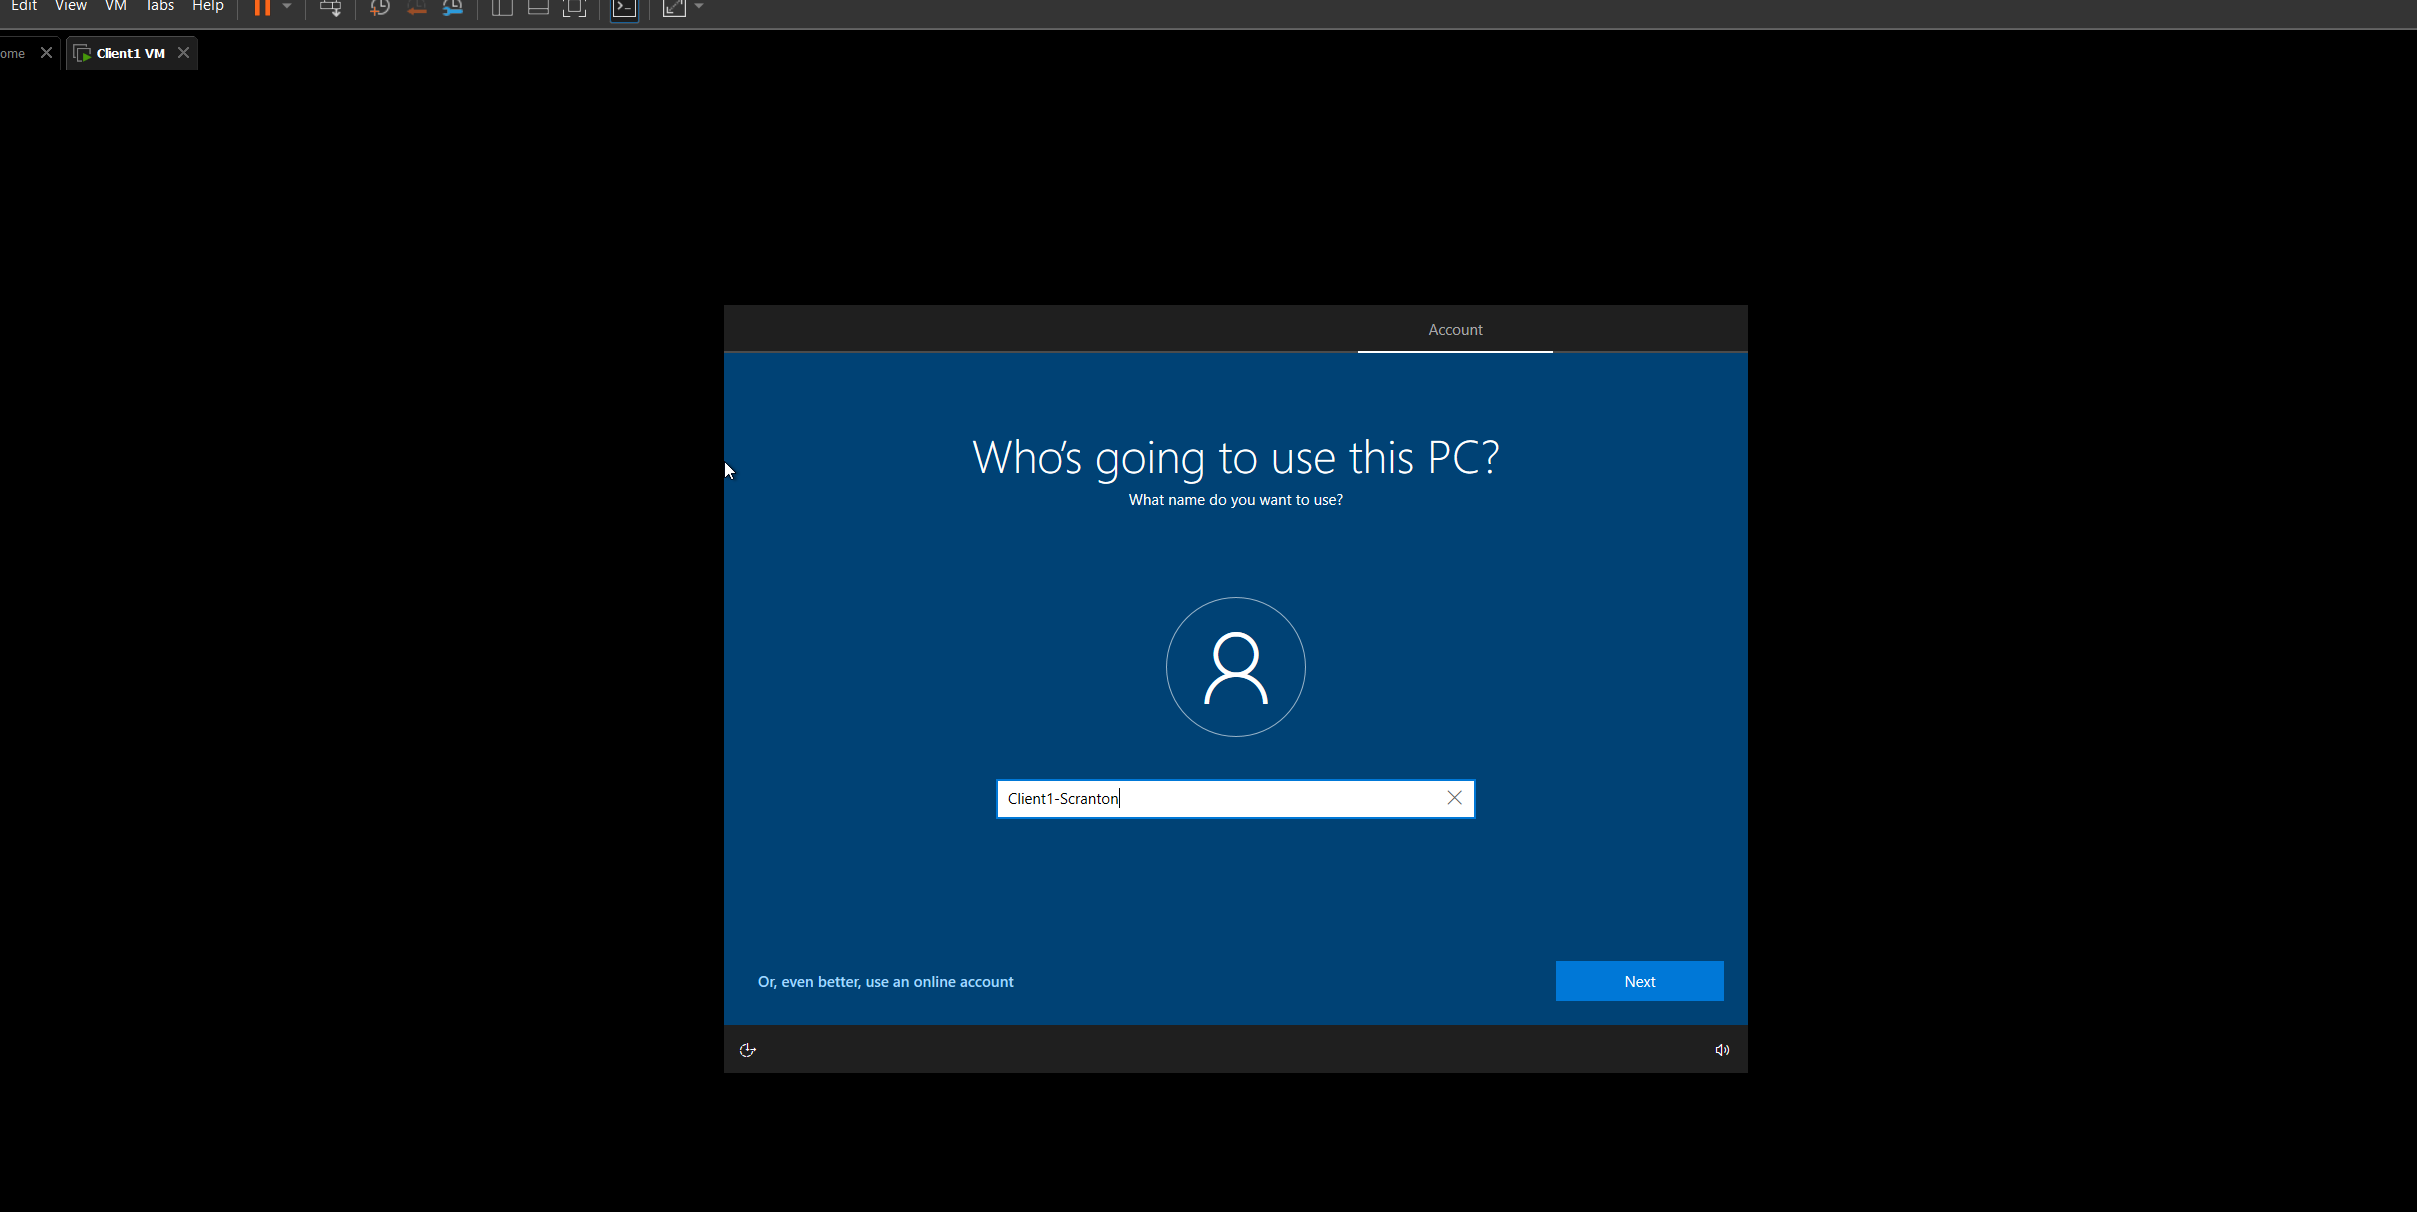 Edit View VM Tabs Help
ome Client1 VM
Account
Who's going to use this PC?
What name do you want to use?
Client1-Scranton
Or, even better, use an online account
Next